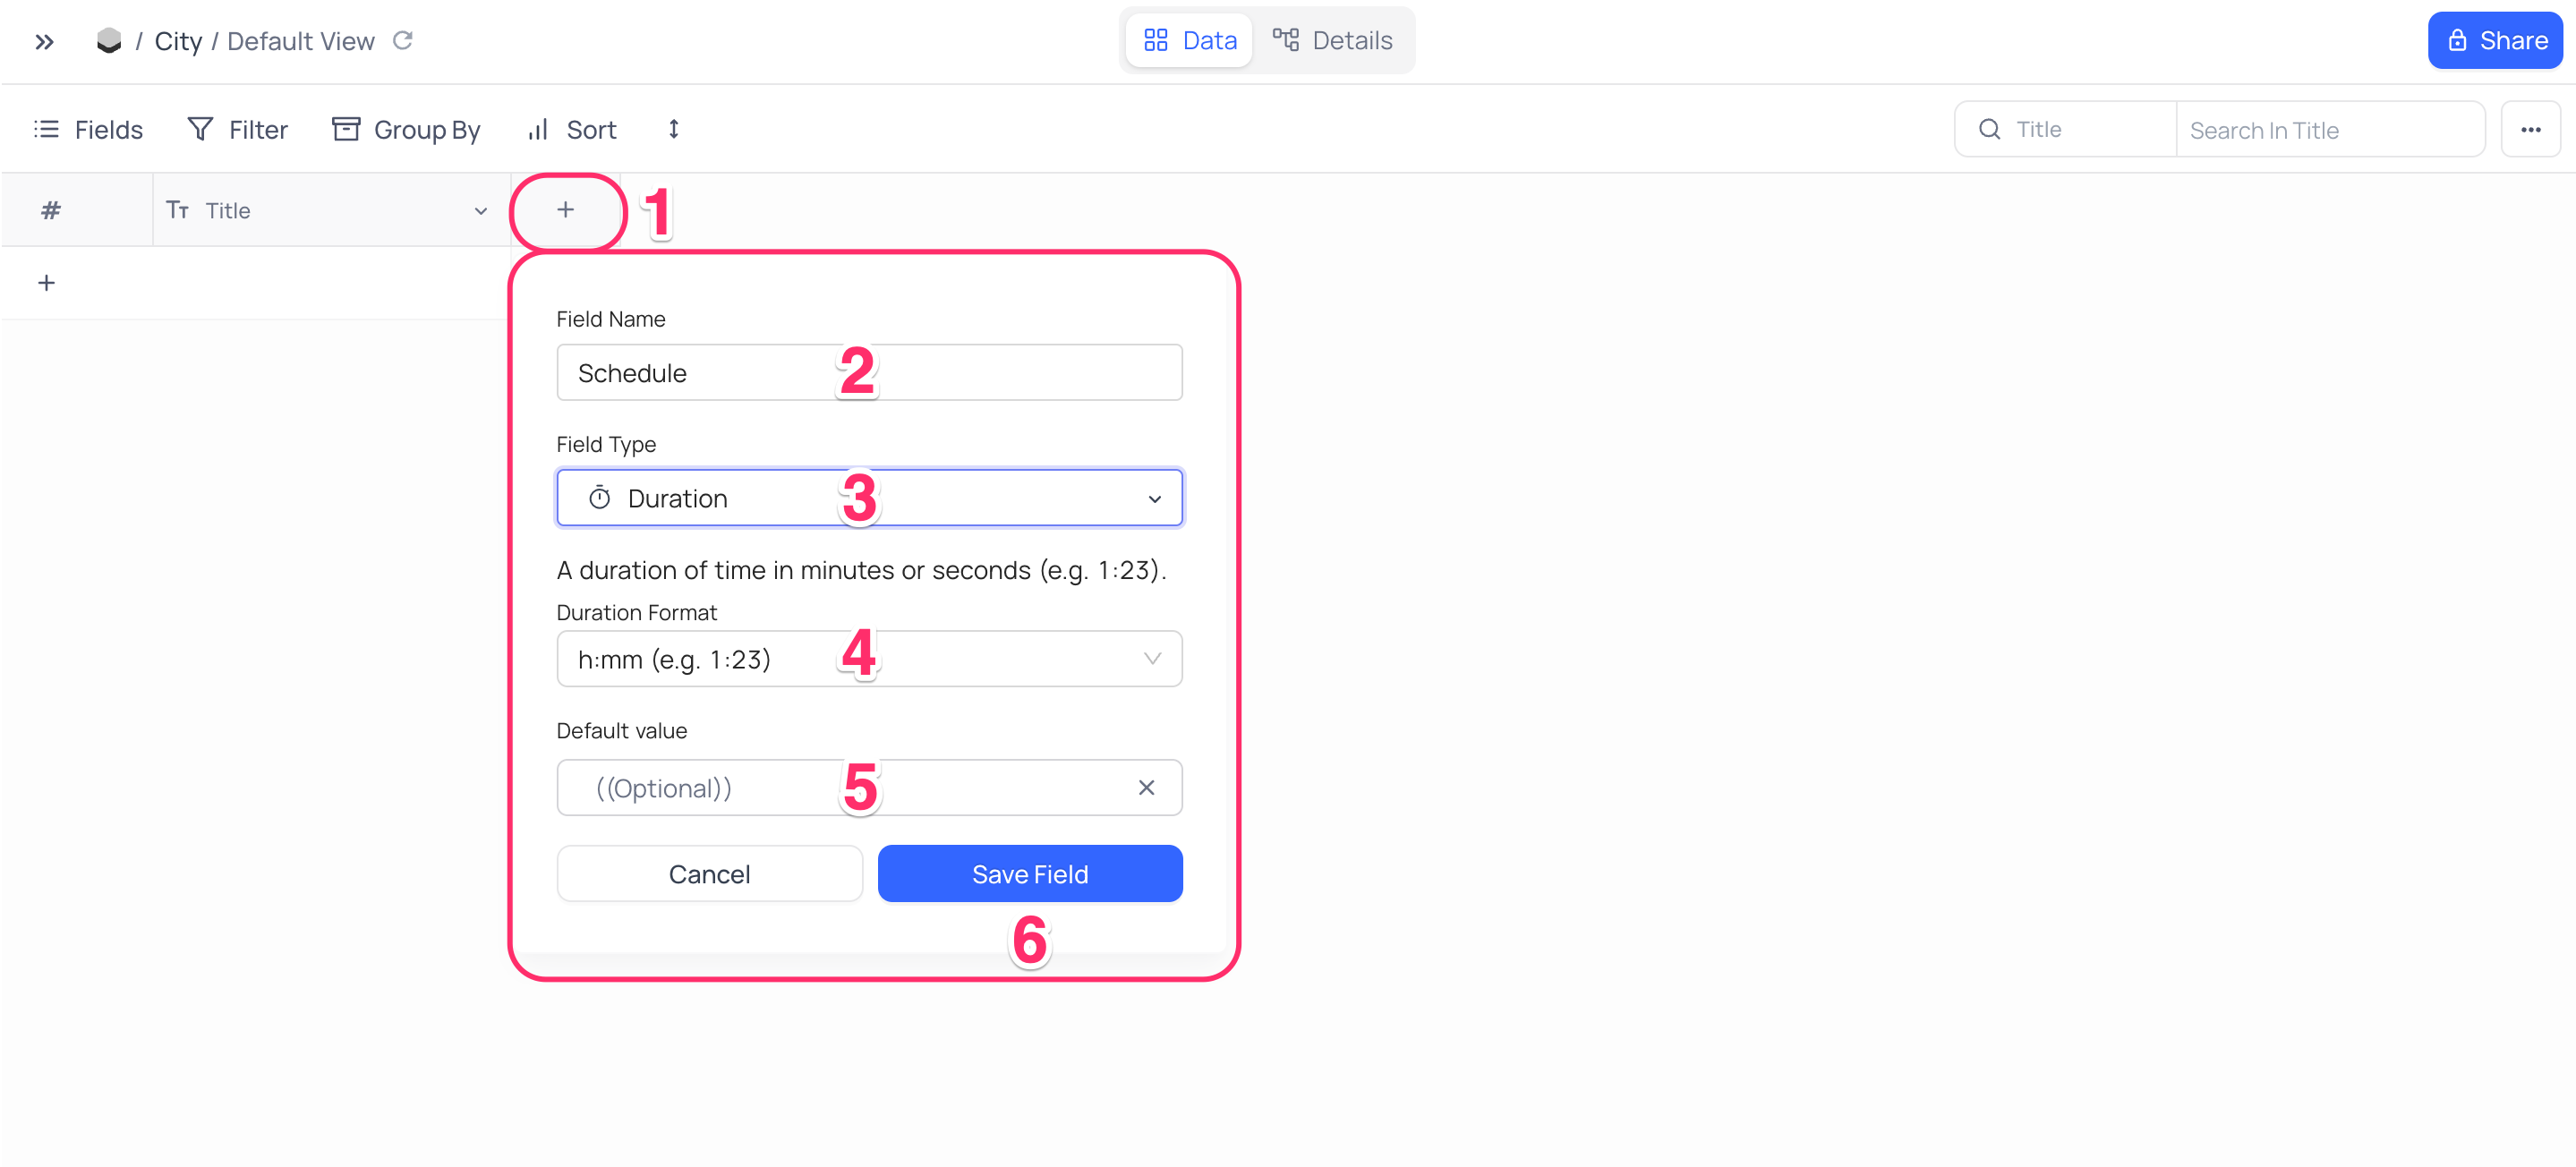 / City / Default View
Data Details
Share
Fields Filter Group By Sort
Title Search In Title
# Tт Title + 1
+
Field Name
Schedule 2
Field Type
Duration 3
A duration of time in minutes or seconds (e.g. 1:23).
Duration Format
h:mm (e.g. 1:23) 4
Default value
((Optional)) 5
Cancel Save Field
6